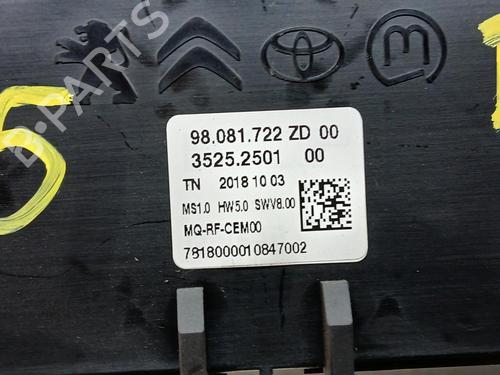 5
B-PARTS
98.081.722 ZD 00
3525.2501 00
TN 2018 10 03
MS1.0 HW5.0 SWV8.00
MQ-RF-CEM00
7818000010847002